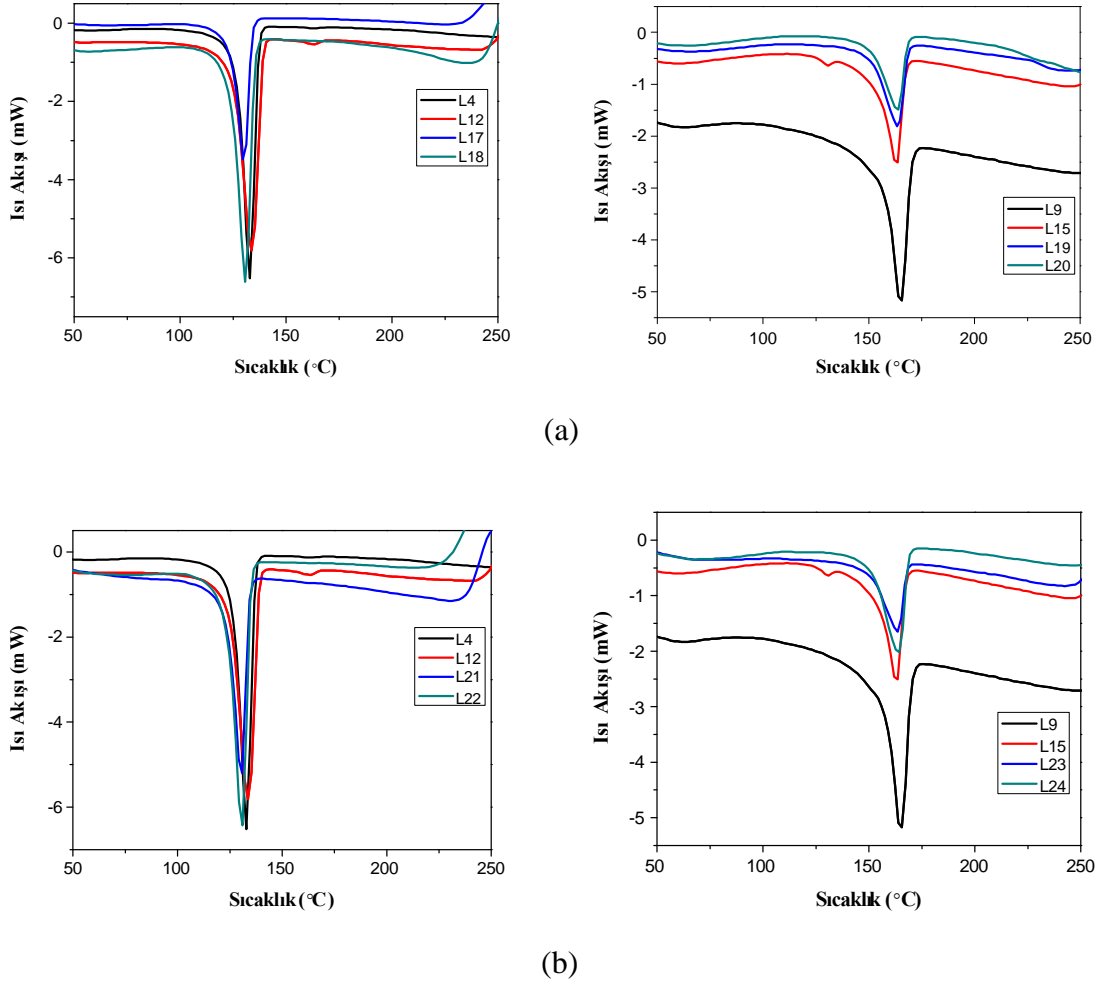 0
-2
-4
-6
50
100
150
200
250
Isı Akışı (mW)
Sıcaklık (°C)
L4
L12
L17
L18
0
-1
-2
-3
-4
-5
50
100
150
200
250
Isı Akışı (mW)
Sıcaklık (°C)
L9
L15
L19
L20
(a)
0
-2
-4
-6
50
100
150
200
250
Isı Akışı (mW)
Sıcaklık (°C)
L4
L12
L21
L22
0
-1
-2
-3
-4
-5
50
100
150
200
250
Isı Akışı (mW)
Sıcaklık (°C)
L9
L15
L23
L24
(b)